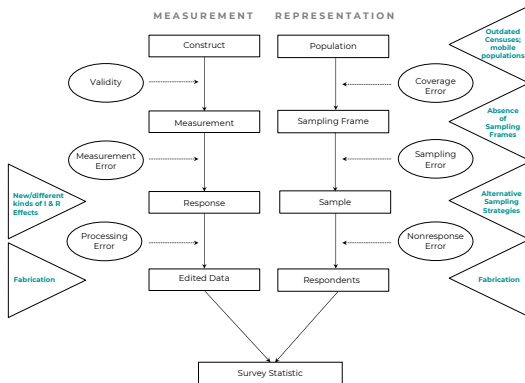 MEASUREMENT REPRESENTATION
Construct
Population
Outdated
Censuses;
mobile
populations
Validity
Coverage
Error
Measurement
Sampling Frame
Absence
of
Sampling
Frames
Measurement
Error
Sampling
Error
New/different
kinds of I & R
Effects
Response
Sample
Alternative
Sampling
Strategies
Processing
Error
Nonresponse
Error
Fabrication
Edited Data
Respondents
Fabrication
Survey Statistic